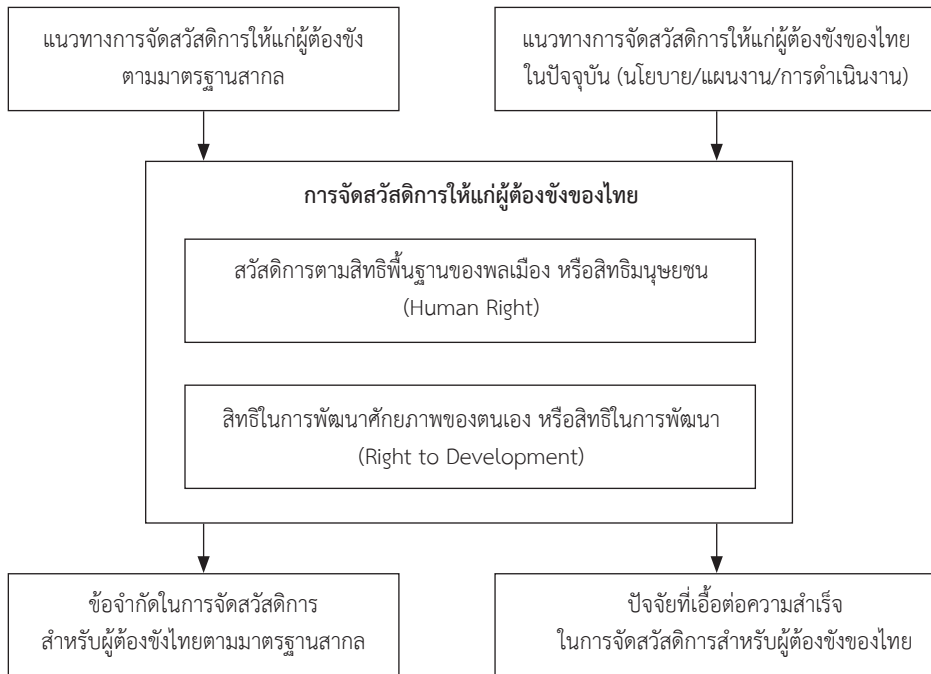 แนวทางการจัดสวัสดิการให้แก่ผู้ต้องขัง
ตามมาตรฐานสากล
แนวทางการจัดสวัสดิการให้แก่ผู้ต้องขังของไทย
ในปัจจุบัน (นโยบาย/แผนงาน/การดำเนินงาน)
การจัดสวัสดิการให้แก่ผู้ต้องขังของไทย
สวัสดิการตามสิทธิพื้นฐานของพลเมือง หรือสิทธิมนุษยชน
(Human Right)
สิทธิในการพัฒนาศักยภาพของตนเอง หรือสิทธิในการพัฒนา
(Right to Development)
ข้อจำกัดในการจัดสวัสดิการ
สำหรับผู้ต้องขังไทยตามมาตรฐานสากล
ปัจจัยที่เอื้อต่อความสำเร็จ
ในการจัดสวัสดิการสำหรับผู้ต้องขังของไทย